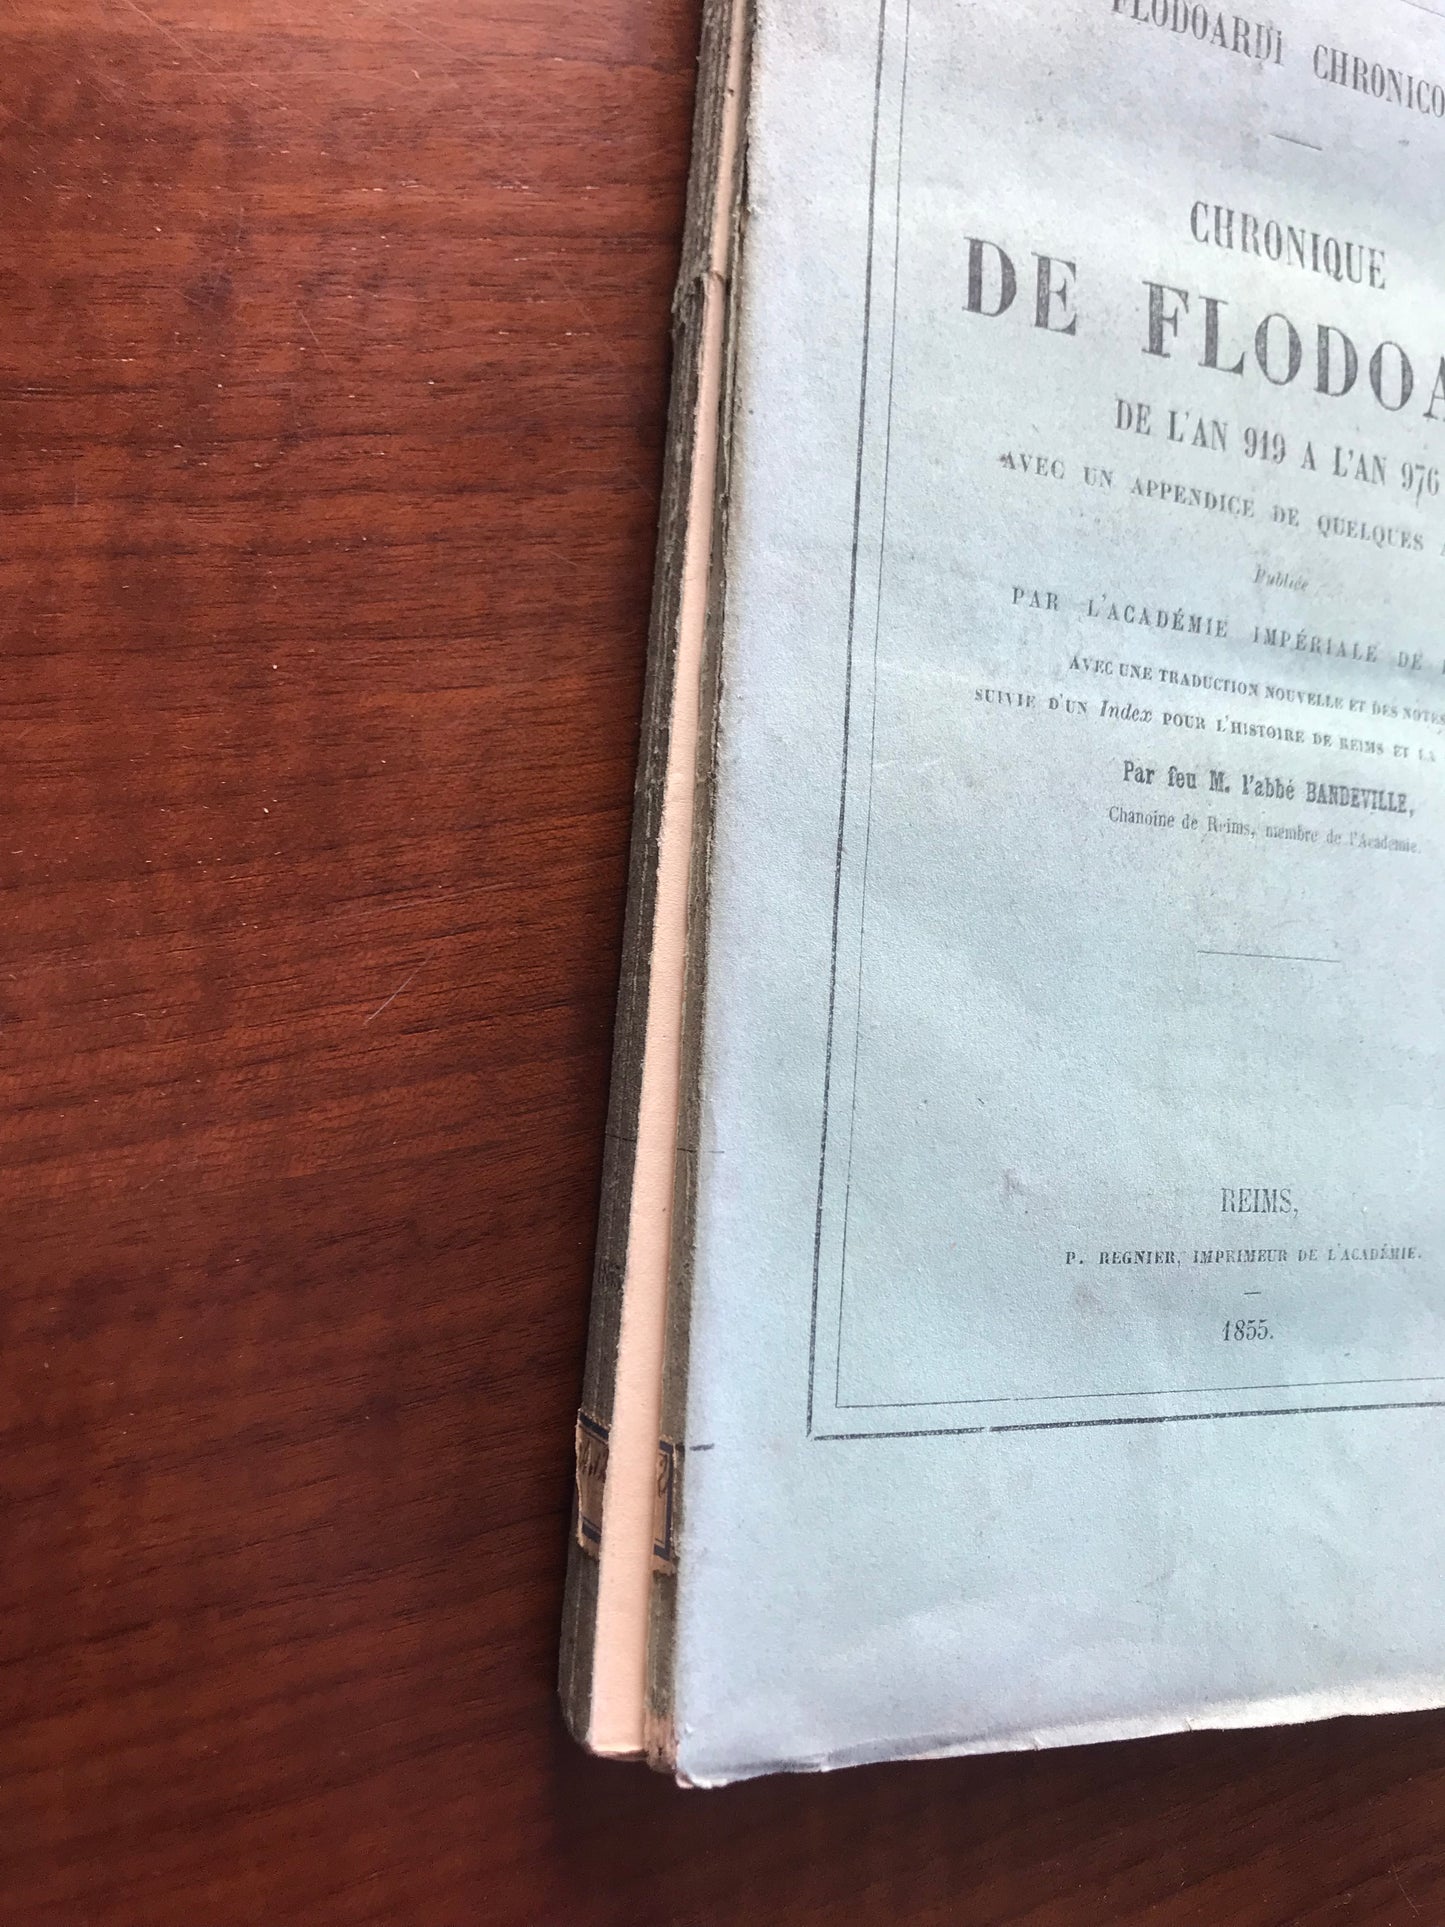 FLODOARDI CHRONICO
CHRONIQUE
DE FLODOA
DE L'AN 919 A L'AN 976
AVEC UN APPENDICE DE QUELQUES
Publiée
PAR L'ACADÉMIE IMPÉRIALE DE
AVEC UNE TRADUCTION NOUVELLE ET DES NOTES
SUIVIE D'UN Index POUR L'HISTOIRE DE REIMS ET LA
Par feu M. l'abbé BANDEVILLE,
Chanoine de Reims, membre de l'Académie.
REIMS,
P. REGNIER, IMPRIMEUR DE L'ACADÉMIE.
1855.